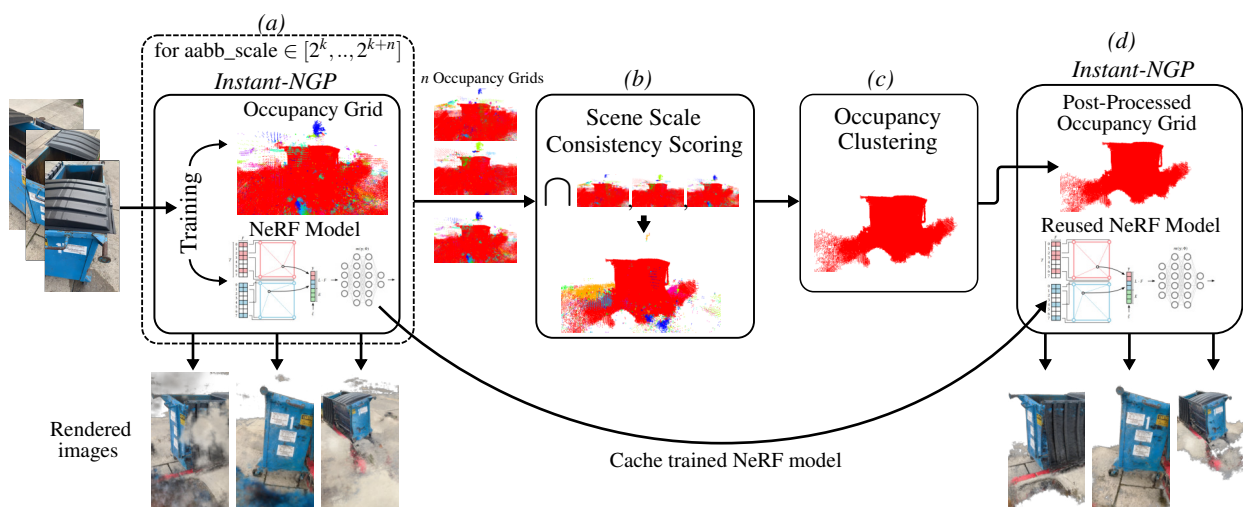 (a)
for aabb_scale ∈ [2^k,..,2^{k+n}]
Instant-NGP
Occupancy Grid
Training
NeRF Model
n Occupancy Grids
(b)
Scene Scale
Consistency Scoring
⋂ , ,
(c)
Occupancy
Clustering
(d)
Instant-NGP
Post-Processed
Occupancy Grid
Reused NeRF Model
Rendered
images
Cache trained NeRF model